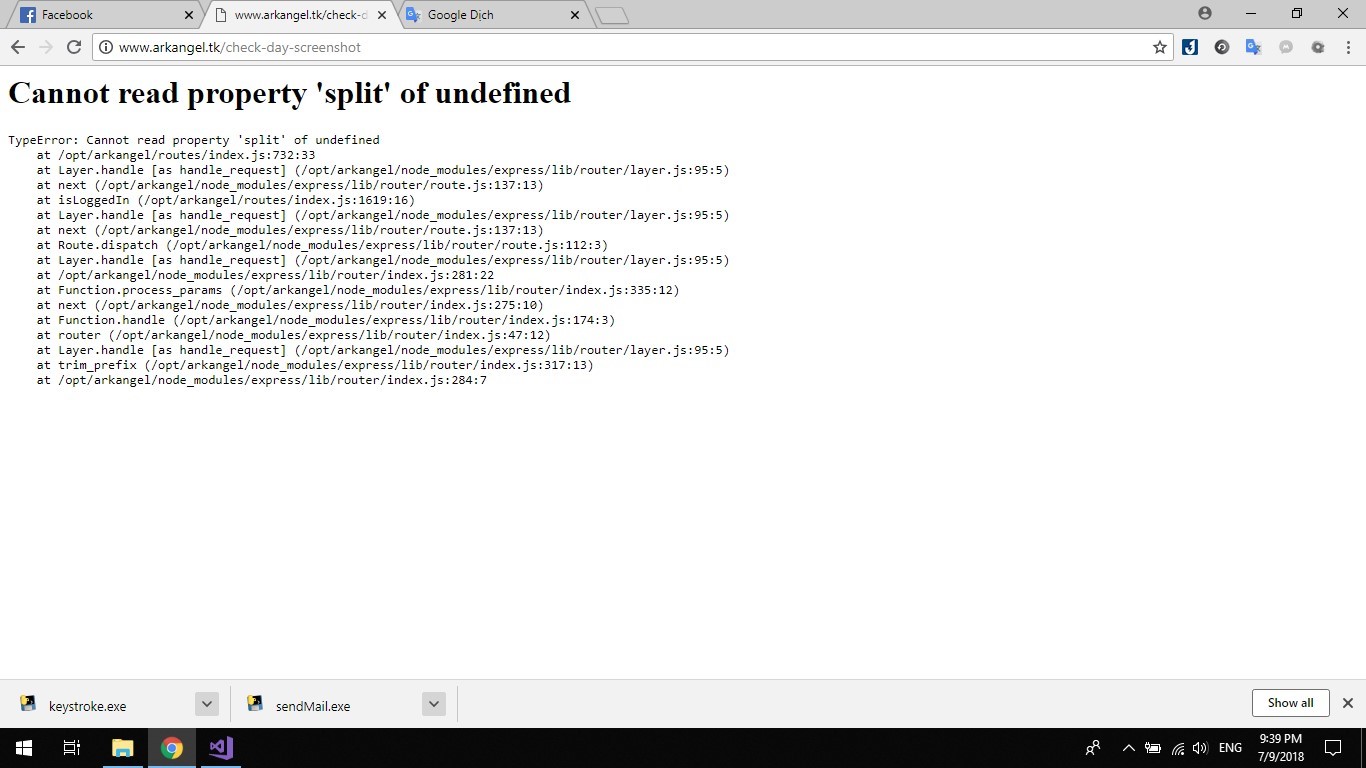 Facebook
www.arkangel.tk/check-d
Google Dịch
www.arkangel.tk/check-day-screenshot
Cannot read property 'split' of undefined
TypeError: Cannot read property 'split' of undefined
at /opt/arkangel/routes/index.js:732:33
at Layer.handle [as handle_request] (/opt/arkangel/node_modules/express/lib/router/layer.js:95:5)
at next (/opt/arkangel/node_modules/express/lib/router/route.js:137:13)
at isLoggedIn (/opt/arkangel/routes/index.js:1619:16)
at Layer.handle [as handle_request] (/opt/arkangel/node_modules/express/lib/router/layer.js:95:5)
at next (/opt/arkangel/node_modules/express/lib/router/route.js:137:13)
at Route.dispatch (/opt/arkangel/node_modules/express/lib/router/route.js:112:3)
at Layer.handle [as handle_request] (/opt/arkangel/node_modules/express/lib/router/layer.js:95:5)
at /opt/arkangel/node_modules/express/lib/router/index.js:281:22
at Function.process_params (/opt/arkangel/node_modules/express/lib/router/index.js:335:12)
at next (/opt/arkangel/node_modules/express/lib/router/index.js:275:10)
at Function.handle (/opt/arkangel/node_modules/express/lib/router/index.js:174:3)
at router (/opt/arkangel/node_modules/express/lib/router/index.js:47:12)
at Layer.handle [as handle_request] (/opt/arkangel/node_modules/express/lib/router/layer.js:95:5)
at trim_prefix (/opt/arkangel/node_modules/express/lib/router/index.js:317:13)
at /opt/arkangel/node_modules/express/lib/router/index.js:284:7
keystroke.exe
sendMail.exe
Show all
ENG
9:39 PM
7/9/2018